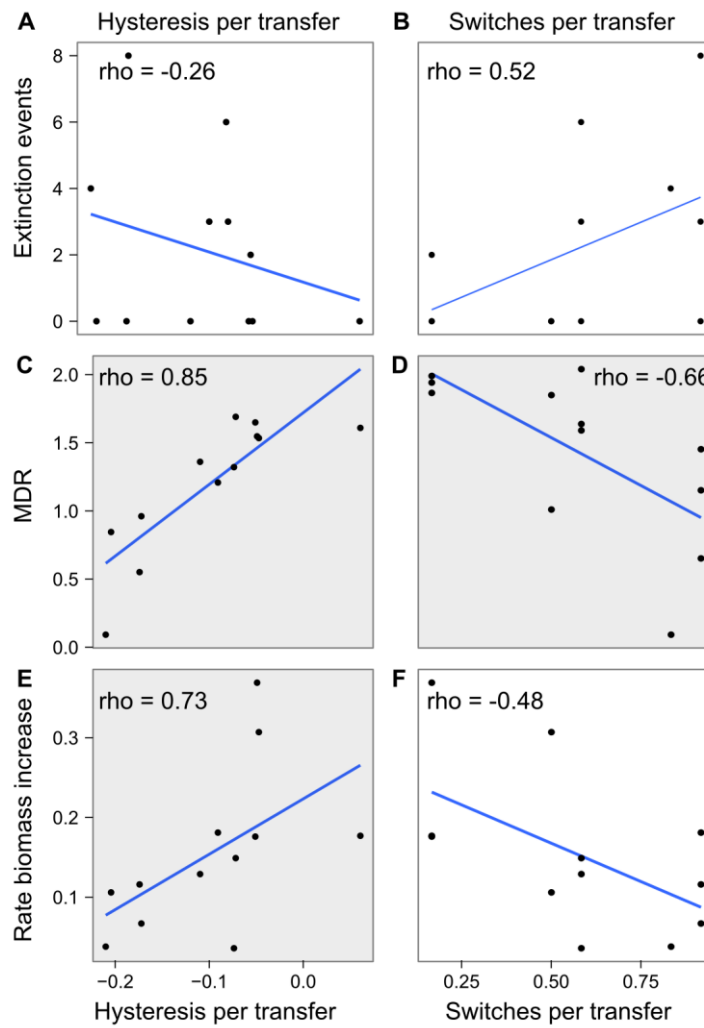 A Hysteresis per transfer B Switches per transfer
rho = -0.26
rho = 0.52
Extinction events
8
6
4
2
0
C
rho = 0.85
D
rho = -0.66
MDR
2.0
1.5
1.0
0.5
0.0
E
rho = 0.73
F
rho = -0.48
Rate biomass increase
0.3
0.2
0.1
−0.2 −0.1 0.0
0.25 0.50 0.75
Hysteresis per transfer
Switches per transfer